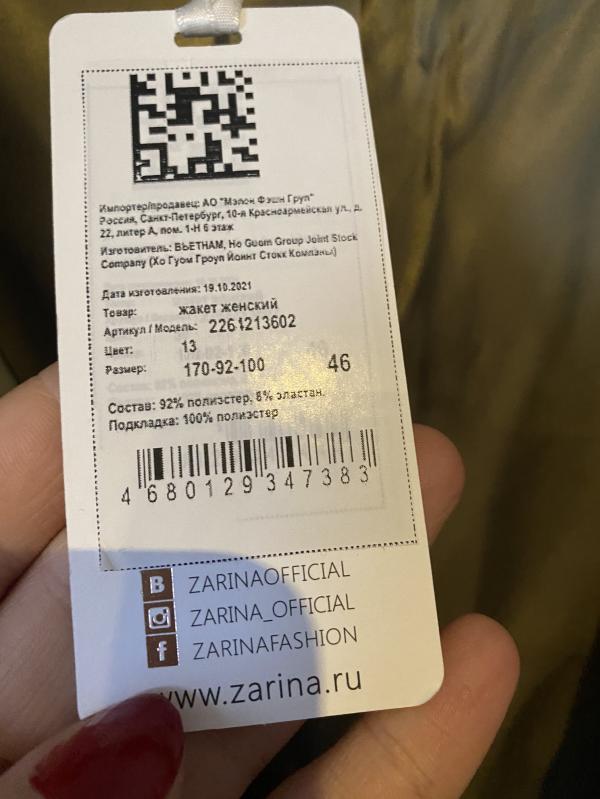 Импортер/продавец: АО "Мэлон Фэшн Груп"
Россия, Санкт-Петербург, 10-я Красноармейская ул., д.
22, литер А, пом. 1-Н 6 этаж
Изготовитель: ВЬЕТНАМ, Ho Guom Group Joint Stock
Company (Хо Гуом Гроуп Йоинт Стокк Компаньи)
Дата изготовления: 19.10.2021
Товар: жакет женский
Артикул / Модель: 2264213602
Цвет: 13
Размер: 170-92-100 46
Состав: 92% полиэстер, 8% эластан.
Подкладка: 100% полиэстер
4 680129 347383
B ZARINAOFFICIAL
ZARINA_OFFICIAL
f ZARINAFASHION
www.zarina.ru